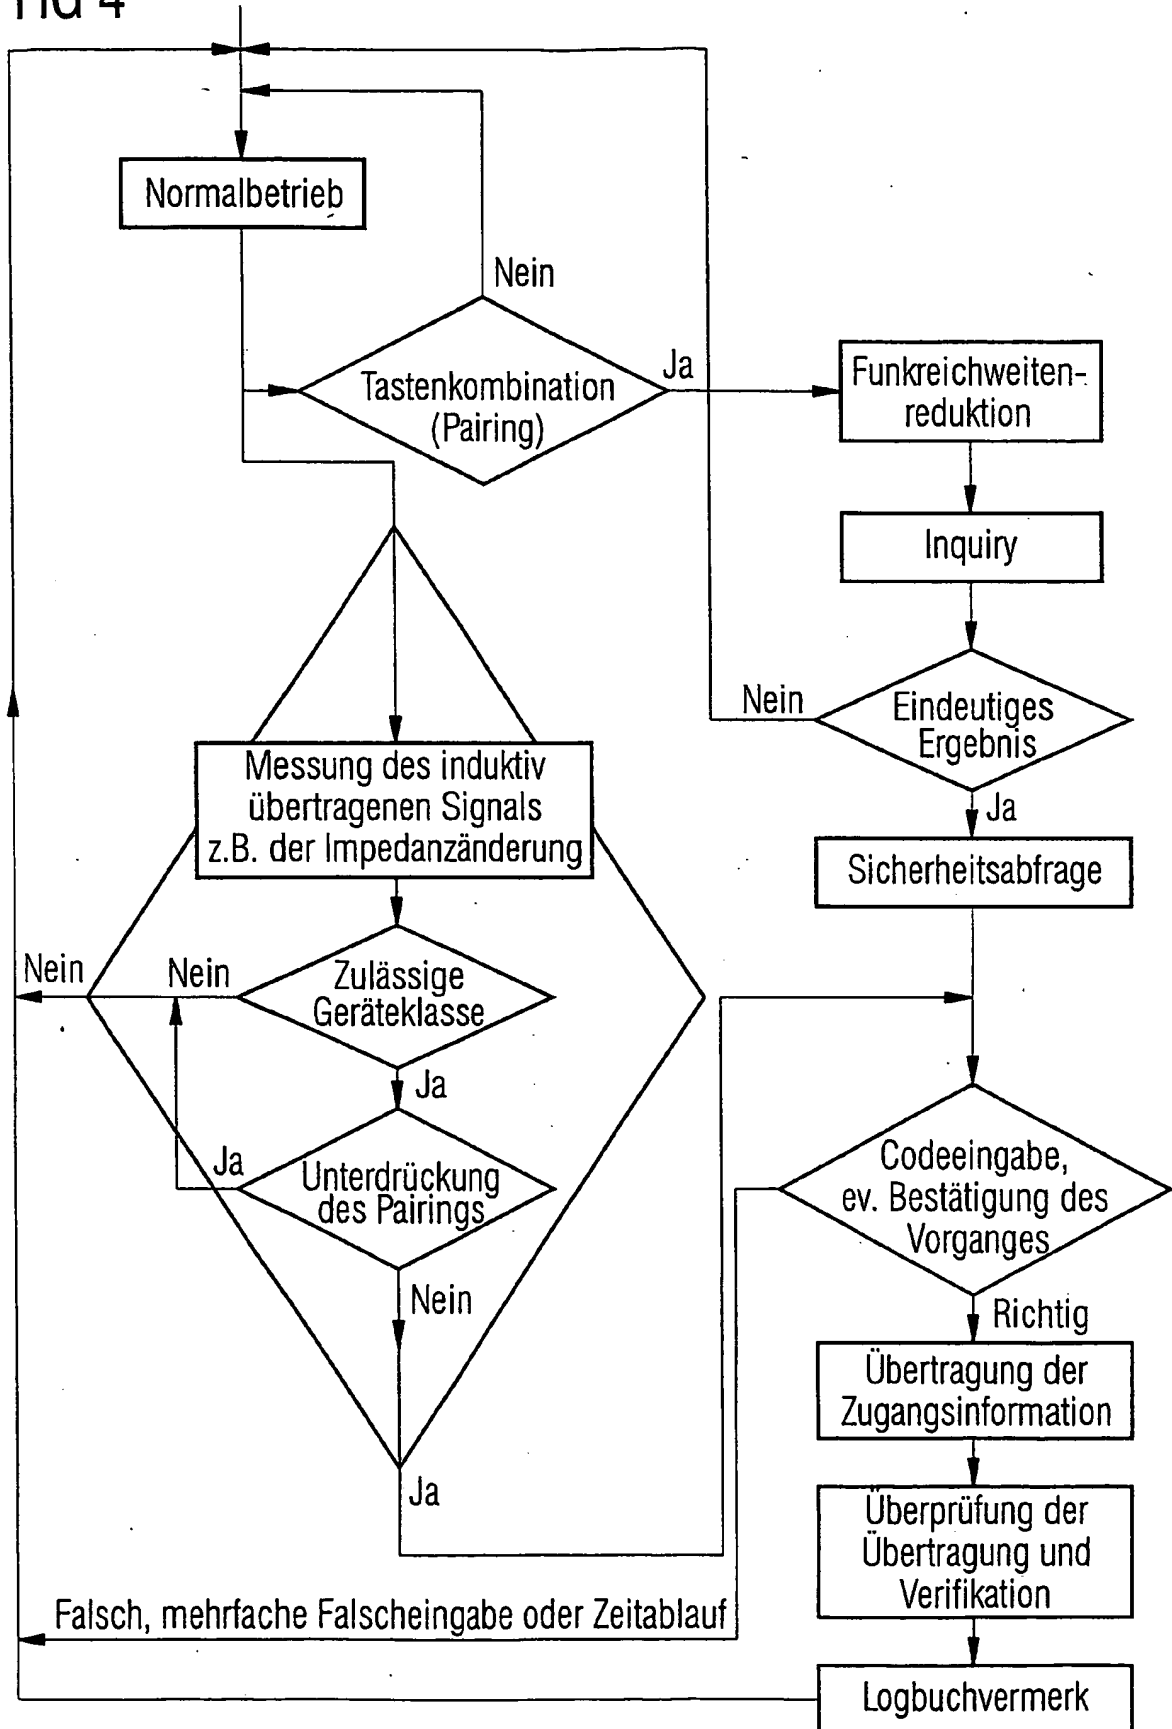 FIG 4
Normalbetrieb
Nein
Tastenkombination
(Pairing)
Ja
Funkreichweiten-
reduktion
Inquiry
Nein
Eindeutiges
Ergebnis
Ja
Sicherheitsabfrage
Messung des induktiv
übertragenen Signals
z.B. der Impedanzänderung
Nein
Nein
Zulässige
Geräteklasse
Ja
Ja
Unterdrückung
des Pairings
Nein
Ja
Codeeingabe,
ev. Bestätigung des
Vorganges
Richtig
Übertragung der
Zugangsinformation
Überprüfung der
Übertragung und
Verifikation
Falsch, mehrfache Falscheingabe oder Zeitablauf
Logbuchvermerk